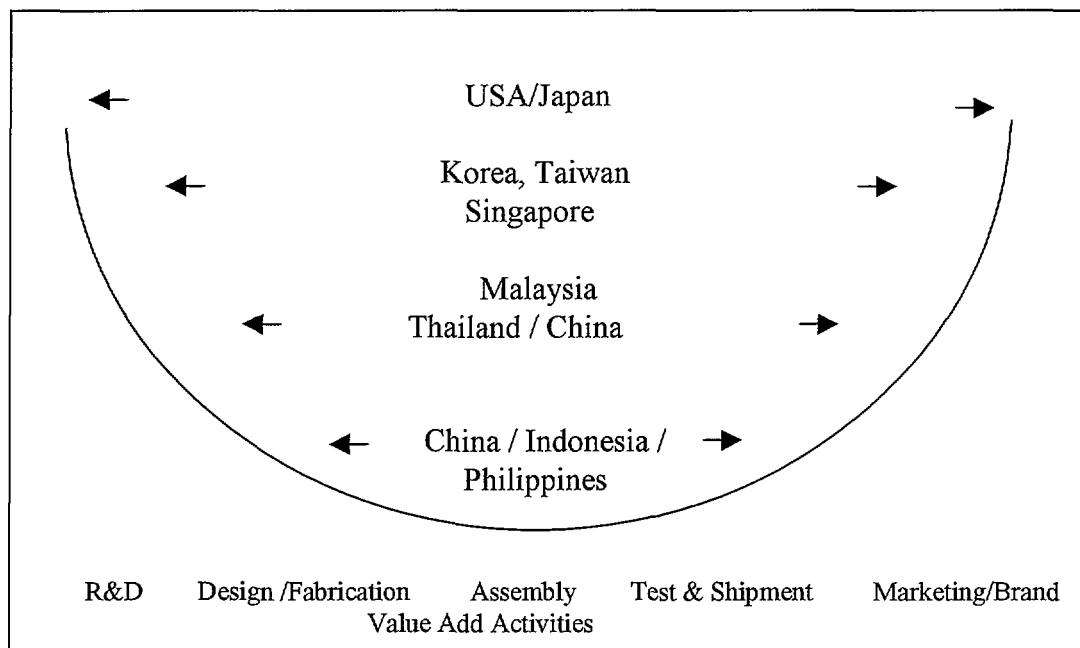 USA/Japan
Korea, Taiwan
Singapore
Malaysia
Thailand / China
China / Indonesia /
Philippines
R&D Design /Fabrication Assembly Test & Shipment Marketing/Brand
Value Add Activities